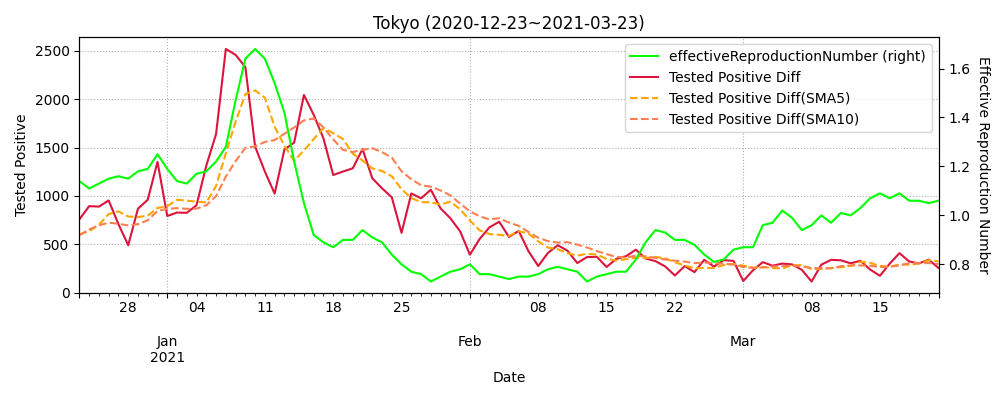 Tokyo (2020-12-23~2021-03-23)
effectiveReproductionNumber (right)
Tested Positive Diff
Tested Positive Diff(SMA5)
Tested Positive Diff(SMA10)
Tested Positive
2500
2000
1500
1000
500
0
Effective Reproduction Number
1.6
1.4
1.2
1.0
0.8
28 04 11 18 25 08 15 22 08 15
Jan Feb Mar
2021
Date